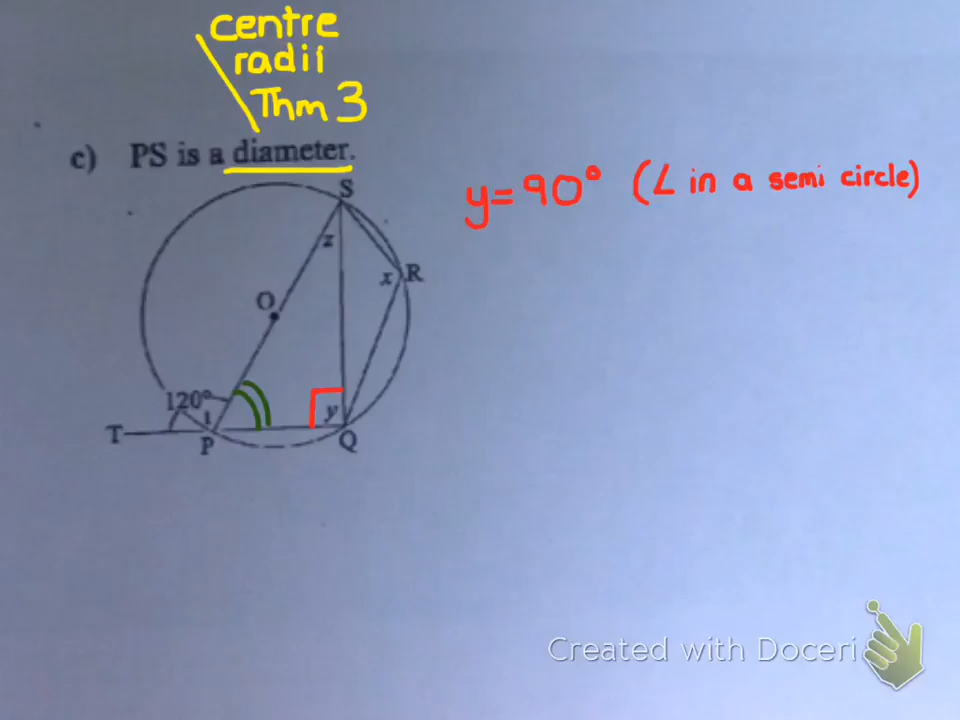 centre
radii
Thm 3
c) PS is a diameter.
y=90° (∠ in a semi circle)
S
z
x R
O
120°
1
y
T
P
Q
Created with Doceri